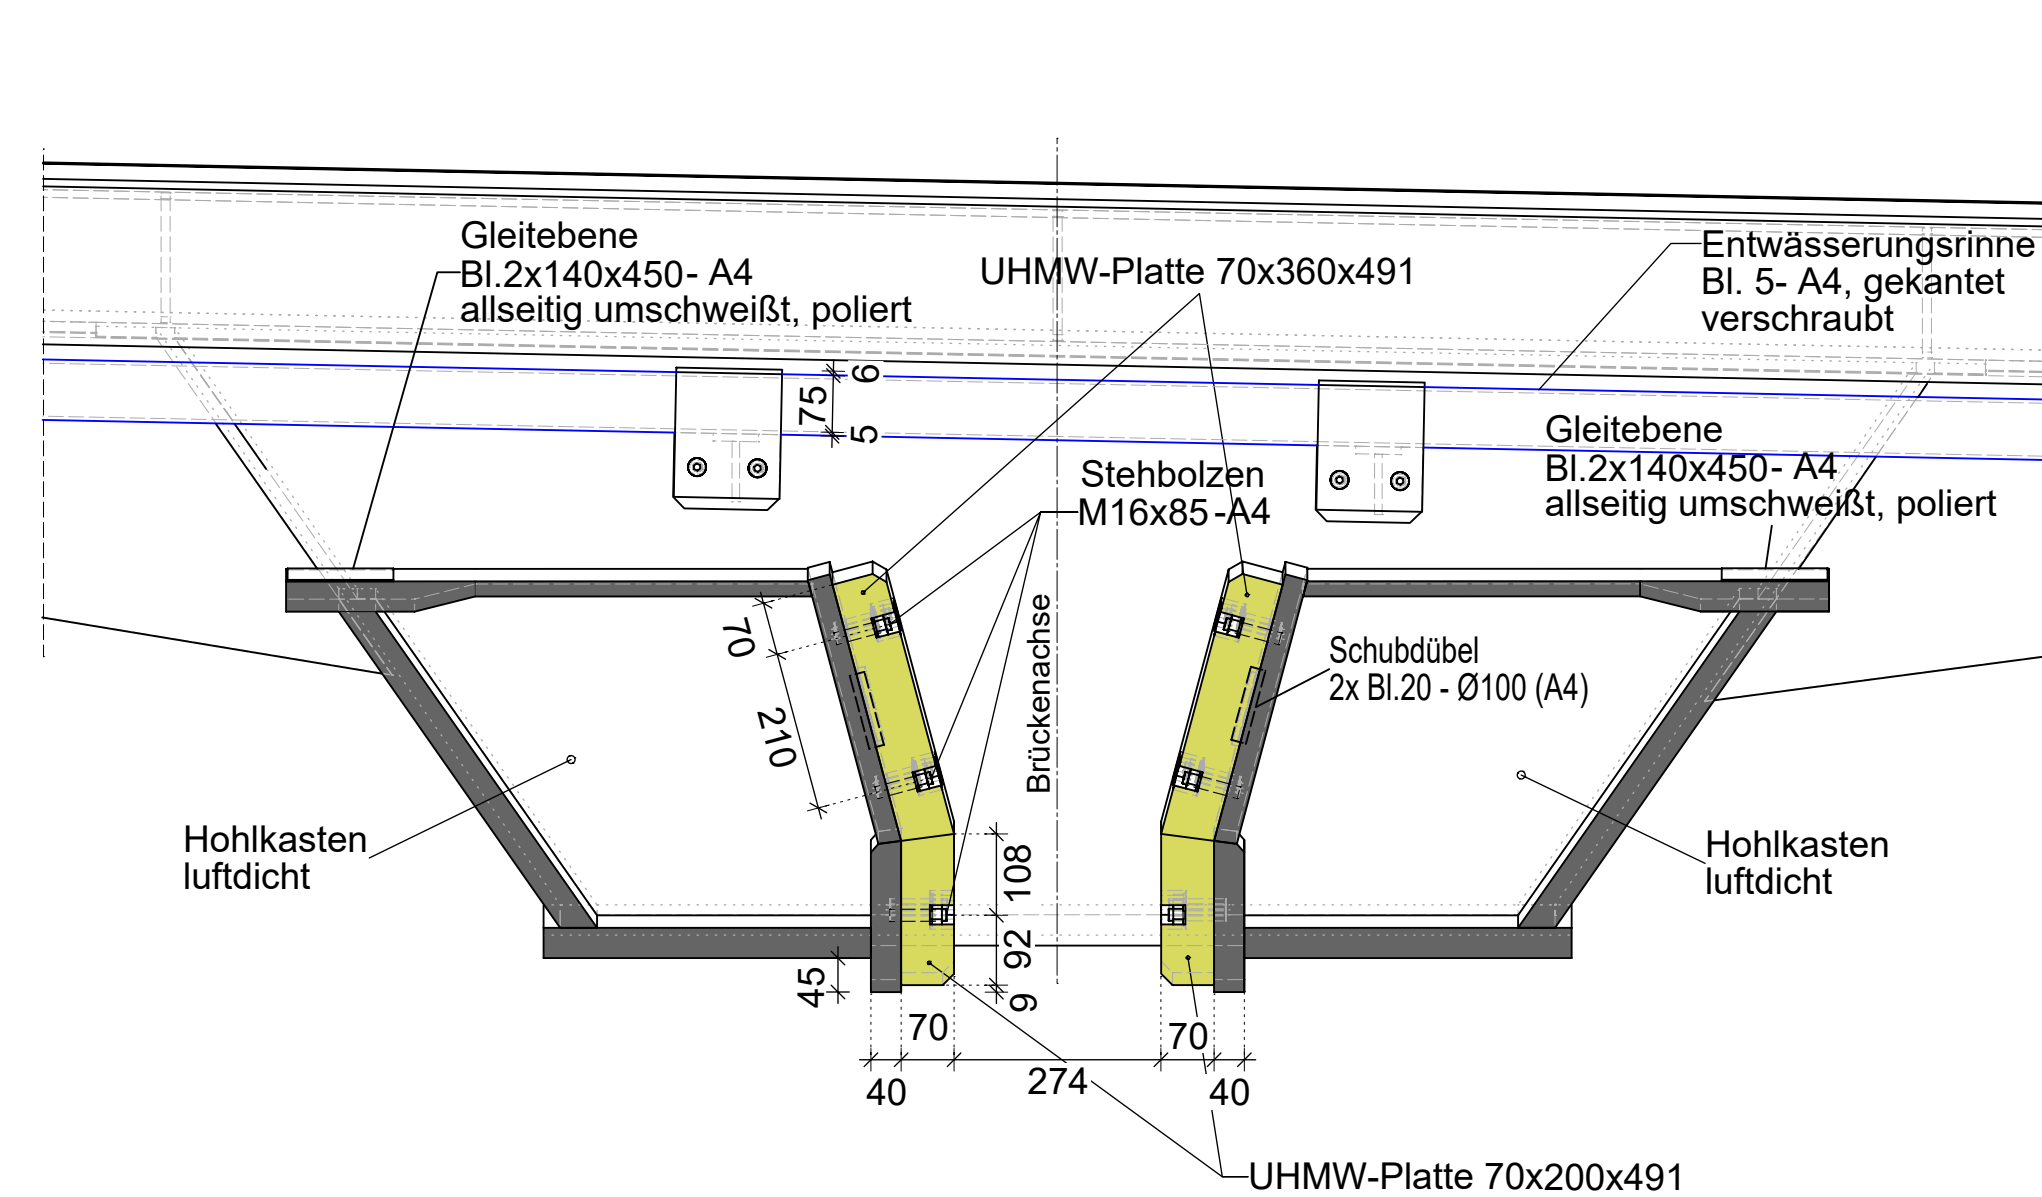 Gleitebene
Bl.2x140x450- A4
allseitig umschweißt, poliert
UHMW-Platte 70x360x491
Entwässerungsrinne
Bl. 5- A4, gekantet
verschraubt
6
75
5
Gleitebene
Bl.2x140x450- A4
allseitig umschweißt, poliert
Stehbolzen
M16x85-A4
Brückenachse
70
210
Schubdübel
2x Bl.20 - Ø100 (A4)
Hohlkasten
luftdicht
Hohlkasten
luftdicht
108
92
9
45
70
70
40
274
40
UHMW-Platte 70x200x491